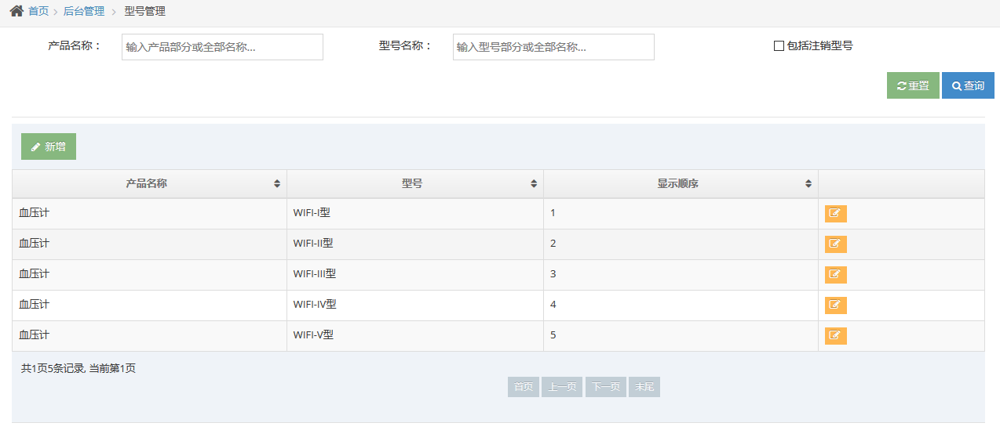 首页 > 后台管理 > 型号管理
产品名称： 输入产品部分或全部名称... 型号名称： 输入型号部分或全部名称... 包括注销型号
重置 查询
新增
产品名称 型号 显示顺序
血压计 WIFI-I型 1
血压计 WIFI-II型 2
血压计 WIFI-III型 3
血压计 WIFI-IV型 4
血压计 WIFI-V型 5
共1页5条记录, 当前第1页
首页 上一页 下一页 末尾